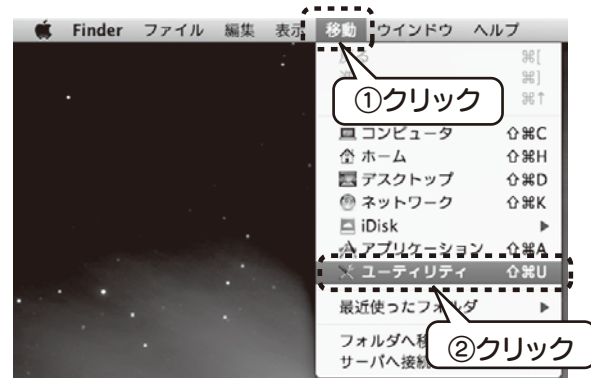 Finder ファイル 編集 表示 移動 ウインドウ ヘルプ
⌘[
⌘]
⌘↑
①クリック
コンピュータ ⇧⌘C
ホーム ⇧⌘H
デスクトップ ⇧⌘D
ネットワーク ⇧⌘K
iDisk ▶
アプリケーション ⇧⌘A
ユーティリティ ⇧⌘U
最近使ったフォルダ ▶
フォルダへ移
サーバへ接続
②クリック